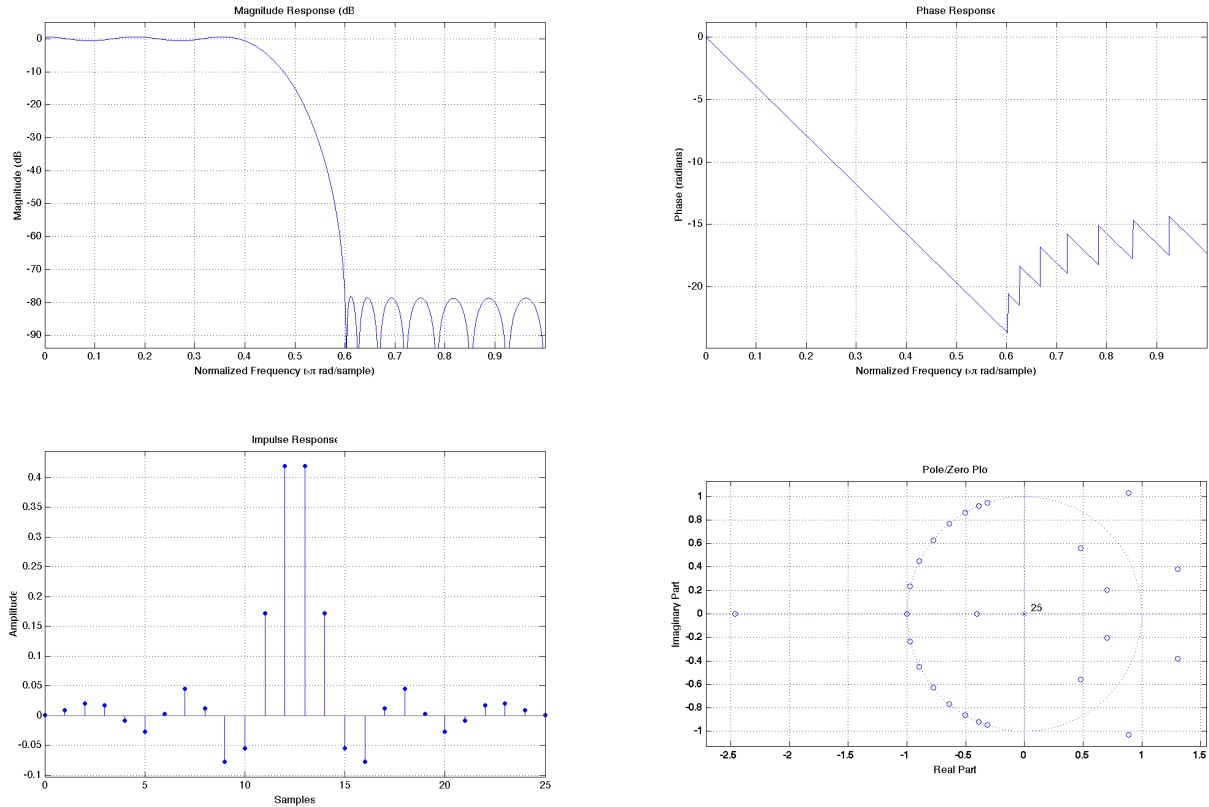 Magnitude Response (dB
0
-10
-20
-30
-40
-50
-60
-70
-80
-90
Magnitude (dB
0 0.1 0.2 0.3 0.4 0.5 0.6 0.7 0.8 0.9
Normalized Frequency (×π rad/sample)
Phase Response
0
-5
-10
-15
-20
Phase (radians)
0 0.1 0.2 0.3 0.4 0.5 0.6 0.7 0.8 0.9
Normalized Frequency (×π rad/sample)
Impulse Response
0.4
0.35
0.3
0.25
0.2
0.15
0.1
0.05
0
-0.05
-0.1
Amplitude
0 5 10 15 20 25
Samples
Pole/Zero Plo
1
0.8
0.6
0.4
0.2
0
-0.2
-0.4
-0.6
-0.8
-1
Imaginary Part
25
-2.5 -2 -1.5 -1 -0.5 0 0.5 1 1.5
Real Part